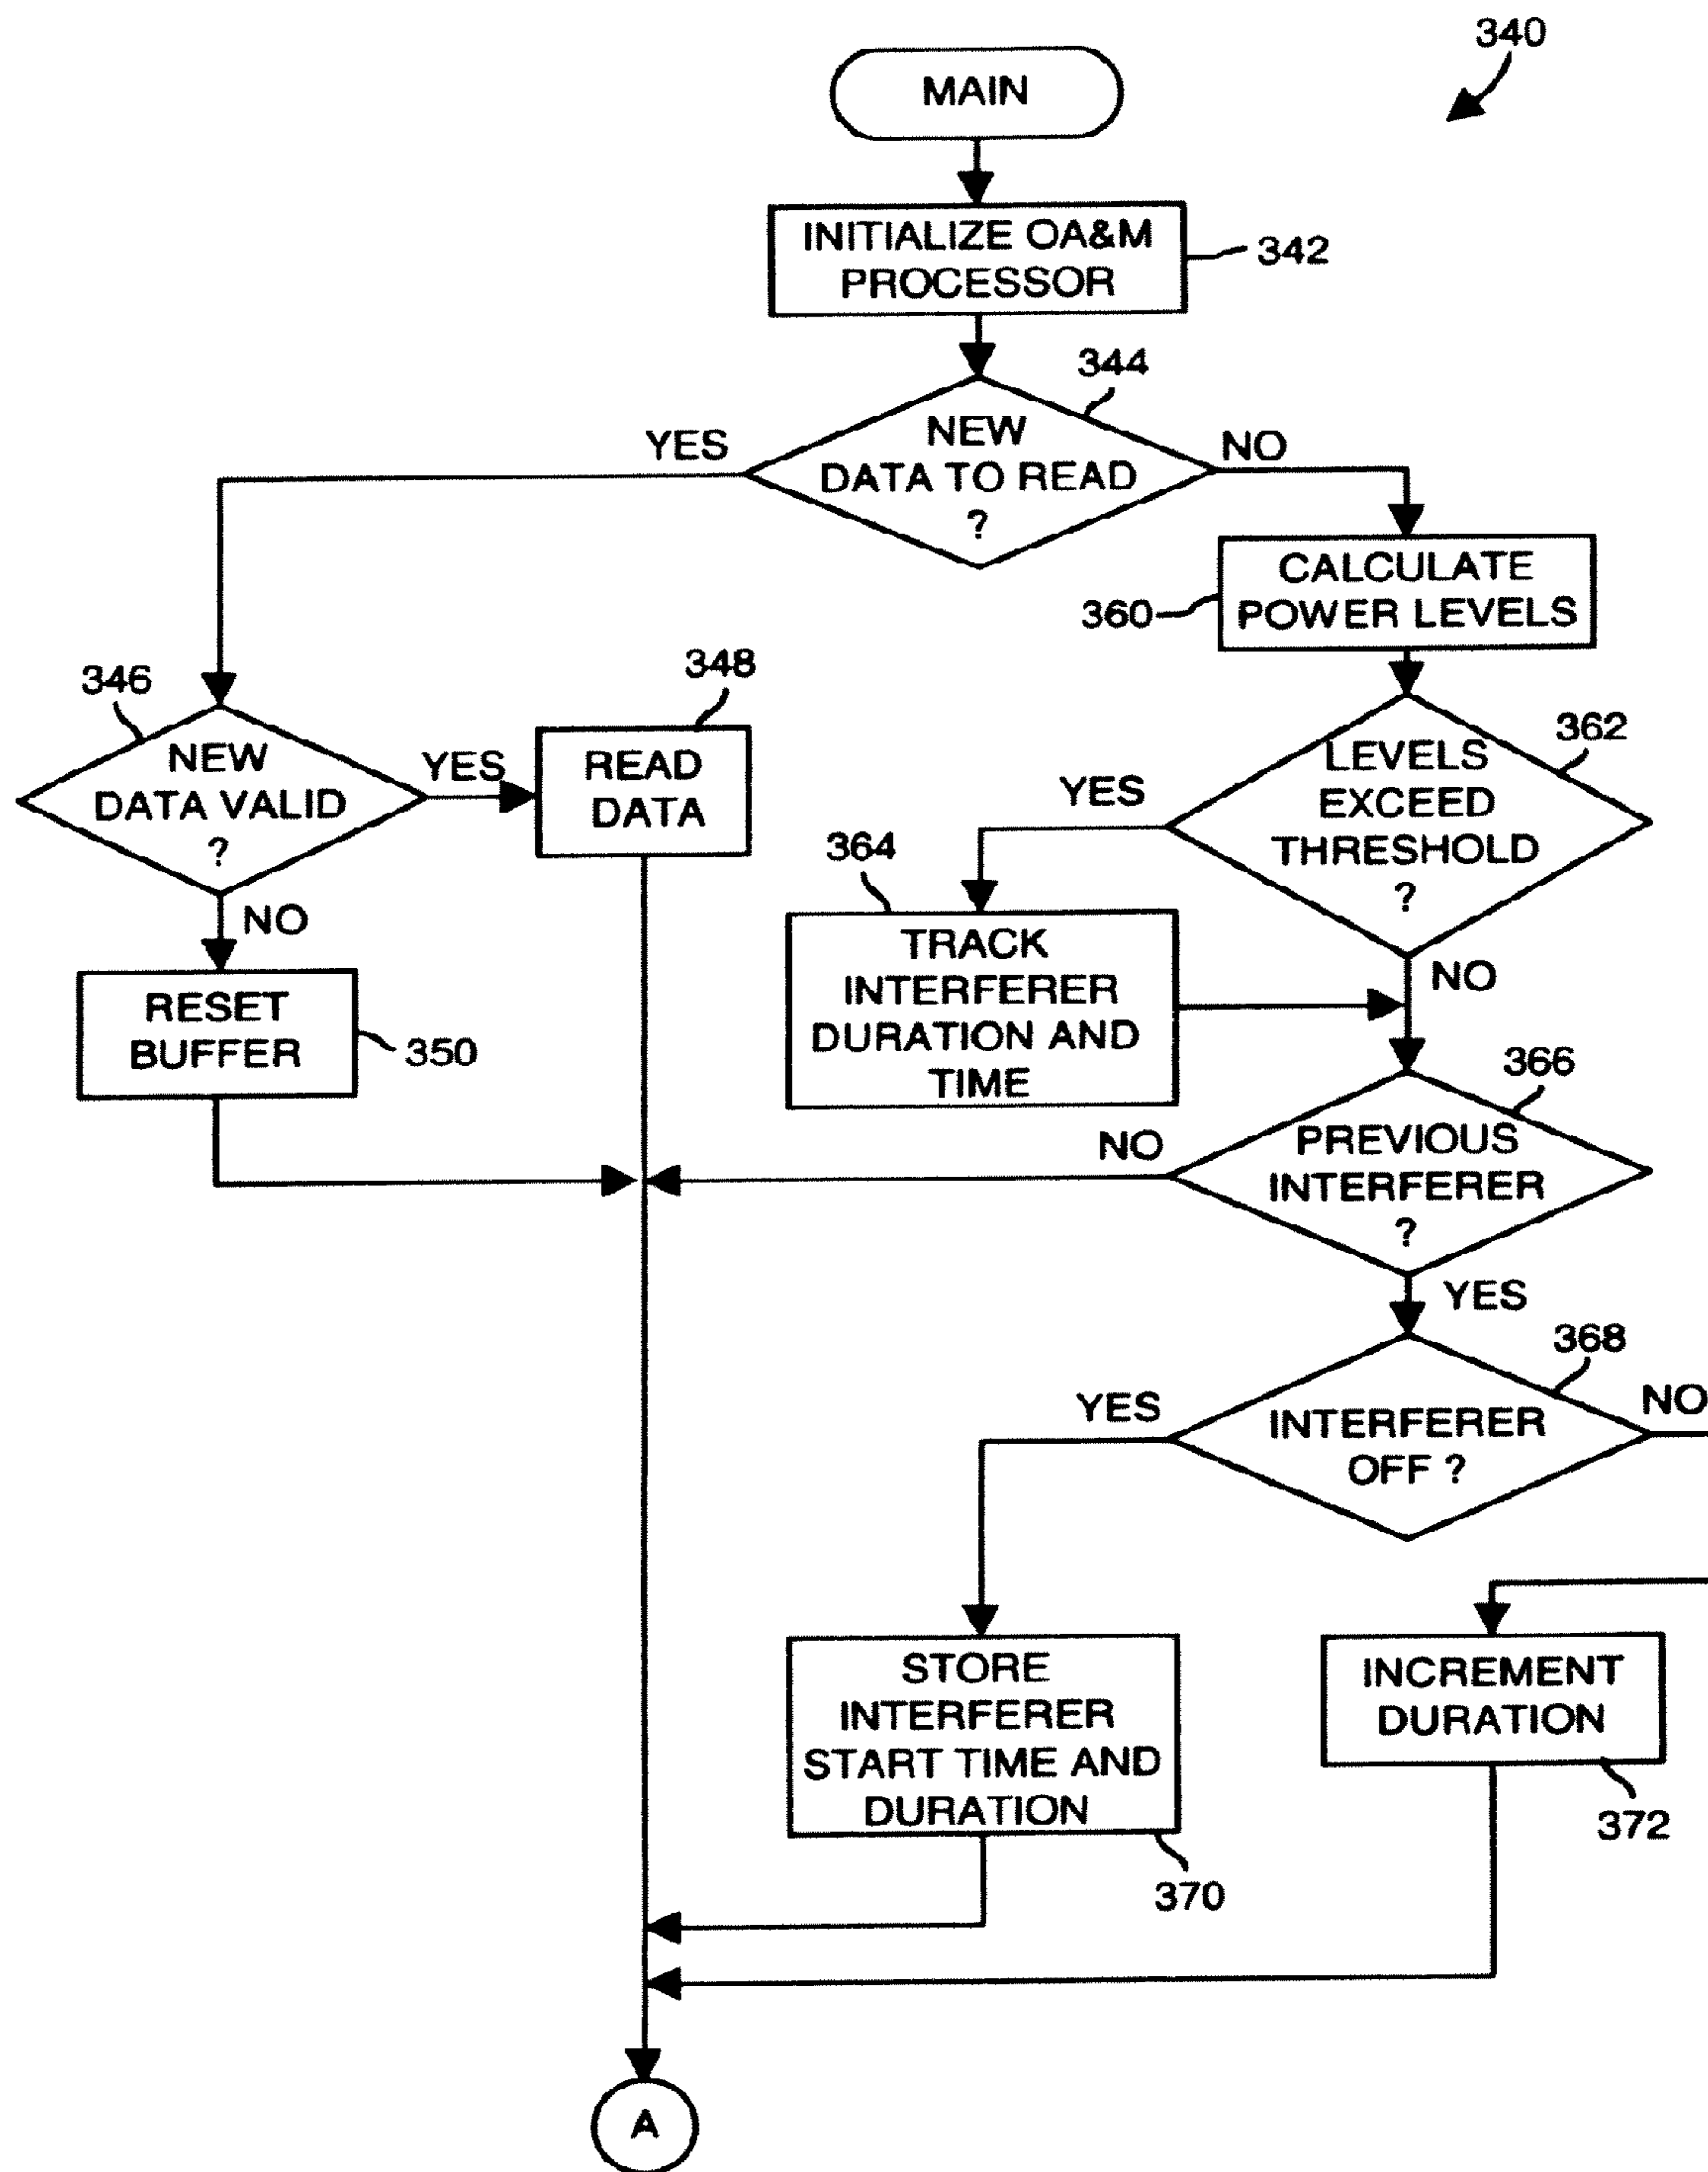 340
MAIN
INITIALIZE OA&M
PROCESSOR
342
344
YES
NEW
DATA TO READ
?
NO
CALCULATE
POWER LEVELS
360
346
NEW
DATA VALID
?
YES
348
READ
DATA
362
LEVELS
EXCEED
THRESHOLD
?
YES
NO
364
TRACK
INTERFERER
DURATION AND
TIME
NO
RESET
BUFFER
350
366
PREVIOUS
INTERFERER
?
NO
YES
368
INTERFERER
OFF ?
YES
NO
STORE
INTERFERER
START TIME AND
DURATION
370
INCREMENT
DURATION
372
A